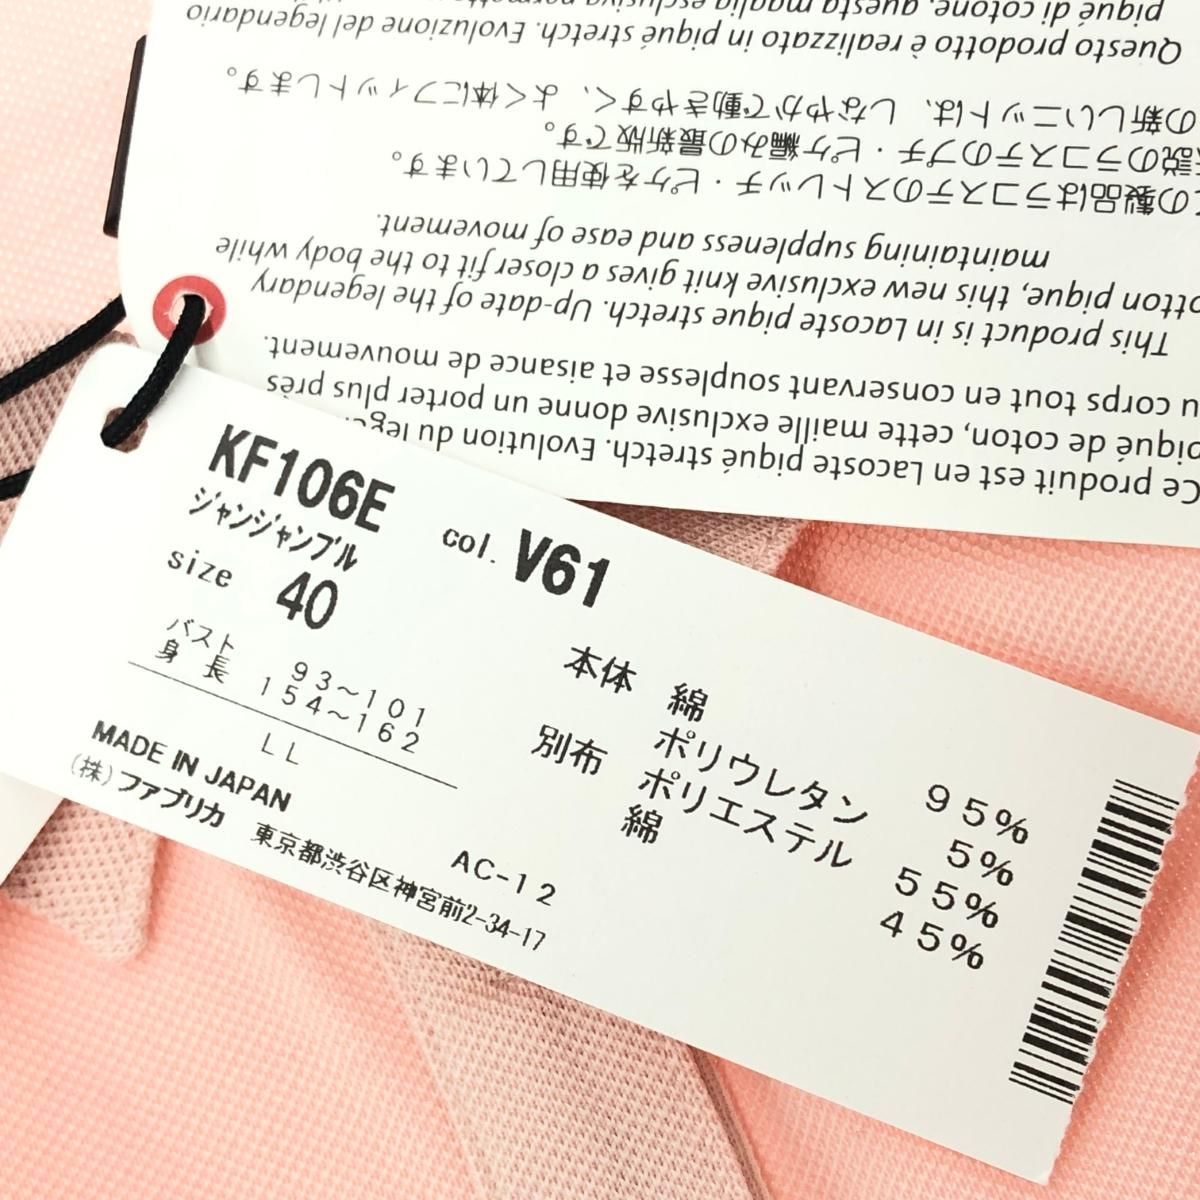 KF106E
ジャンジャンブル
col. V61
size 40
バスト 93~101
身長 154~162
LL
本体 綿 95%
ポリウレタン 5%
別布 ポリエステル 55%
綿 45%
MADE IN JAPAN
AC-12
(株)ファブリカ 東京都渋谷区神宮前2-34-17
Ce produit est en Lacoste piqué stretch. Evolution du
piqué de coton, cette maille exclusive donne un porter plus près
u corps tout en conservant souplesse et aisance de mouvement.
This product is in Lacoste pique stretch. Up-date of the legendary
otton pique, this new exclusive knit gives a closer fit to the body while
maintaining suppleness and ease of movement.
の製品はラコステのストレッチ・ピケを使用しています。
説のラコステのプチ・ピケ編みの最新版です。
の新しいニットは、しなやかで動きやすく、よく体にフィットします。
Questo prodotto è realizzato in piqué stretch. Evoluzione del leggendario
piqué di cotone, questa maglia esclusiva